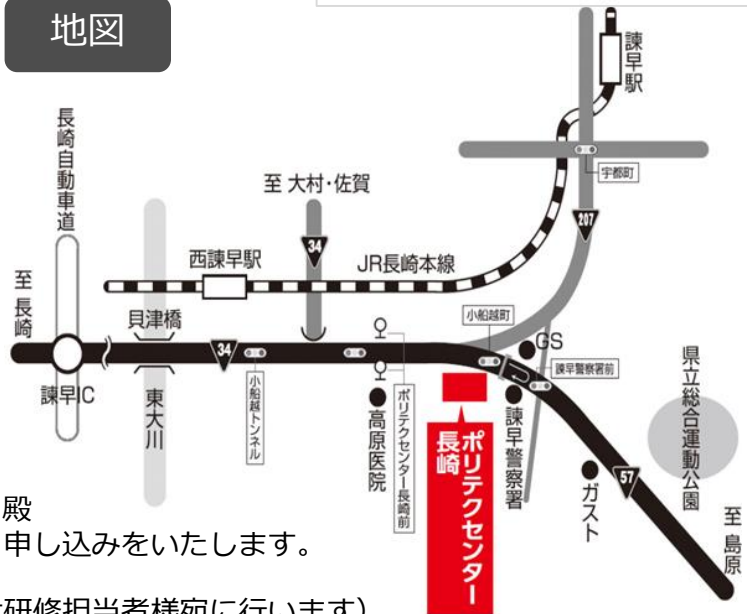 地図
諫早駅
長崎自動車道
宇都町
至 大村・佐賀
207
34
西諫早駅
JR長崎本線
至 長崎
貝津橋
小船越町
GS
34
諫早警察署前
県立総合運動公園
諫早IC
東大川
小船越トンネル
高原医院
ポリテクセンター長崎前
ポリテクセンター
長崎
諫早警察署
ガスト
57
至 島原
殿
申し込みをいたします。
研修担当者様宛に行います)